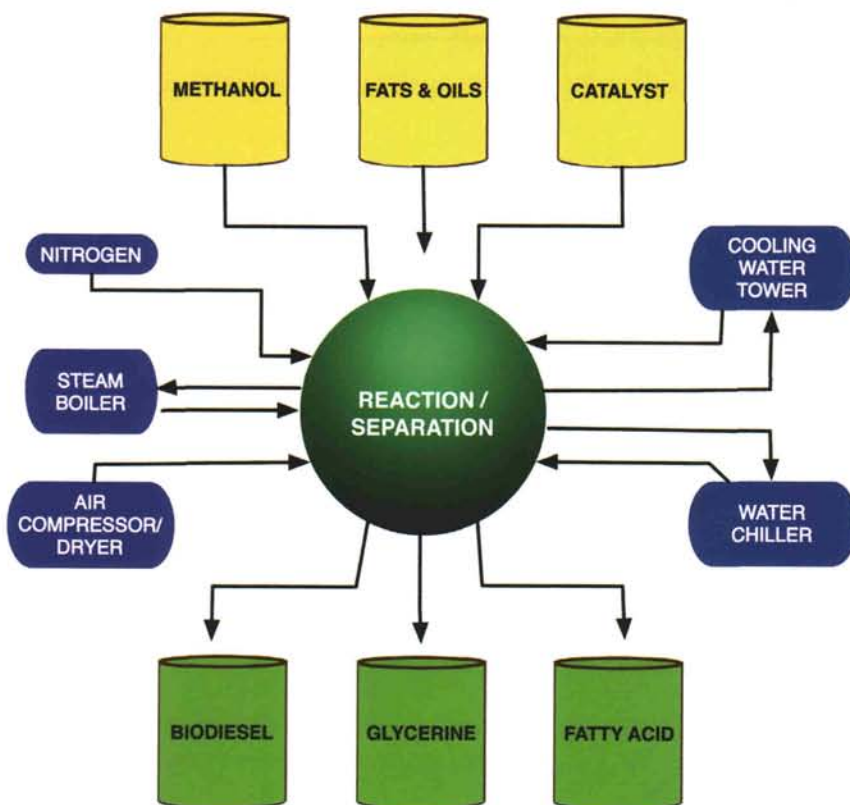 METHANOL
FATS & OILS
CATALYST
NITROGEN
COOLING
WATER
TOWER
STEAM
BOILER
REACTION /
SEPARATION
AIR
COMPRESSOR/
DRYER
WATER
CHILLER
BIODIESEL
GLYCERINE
FATTY ACID